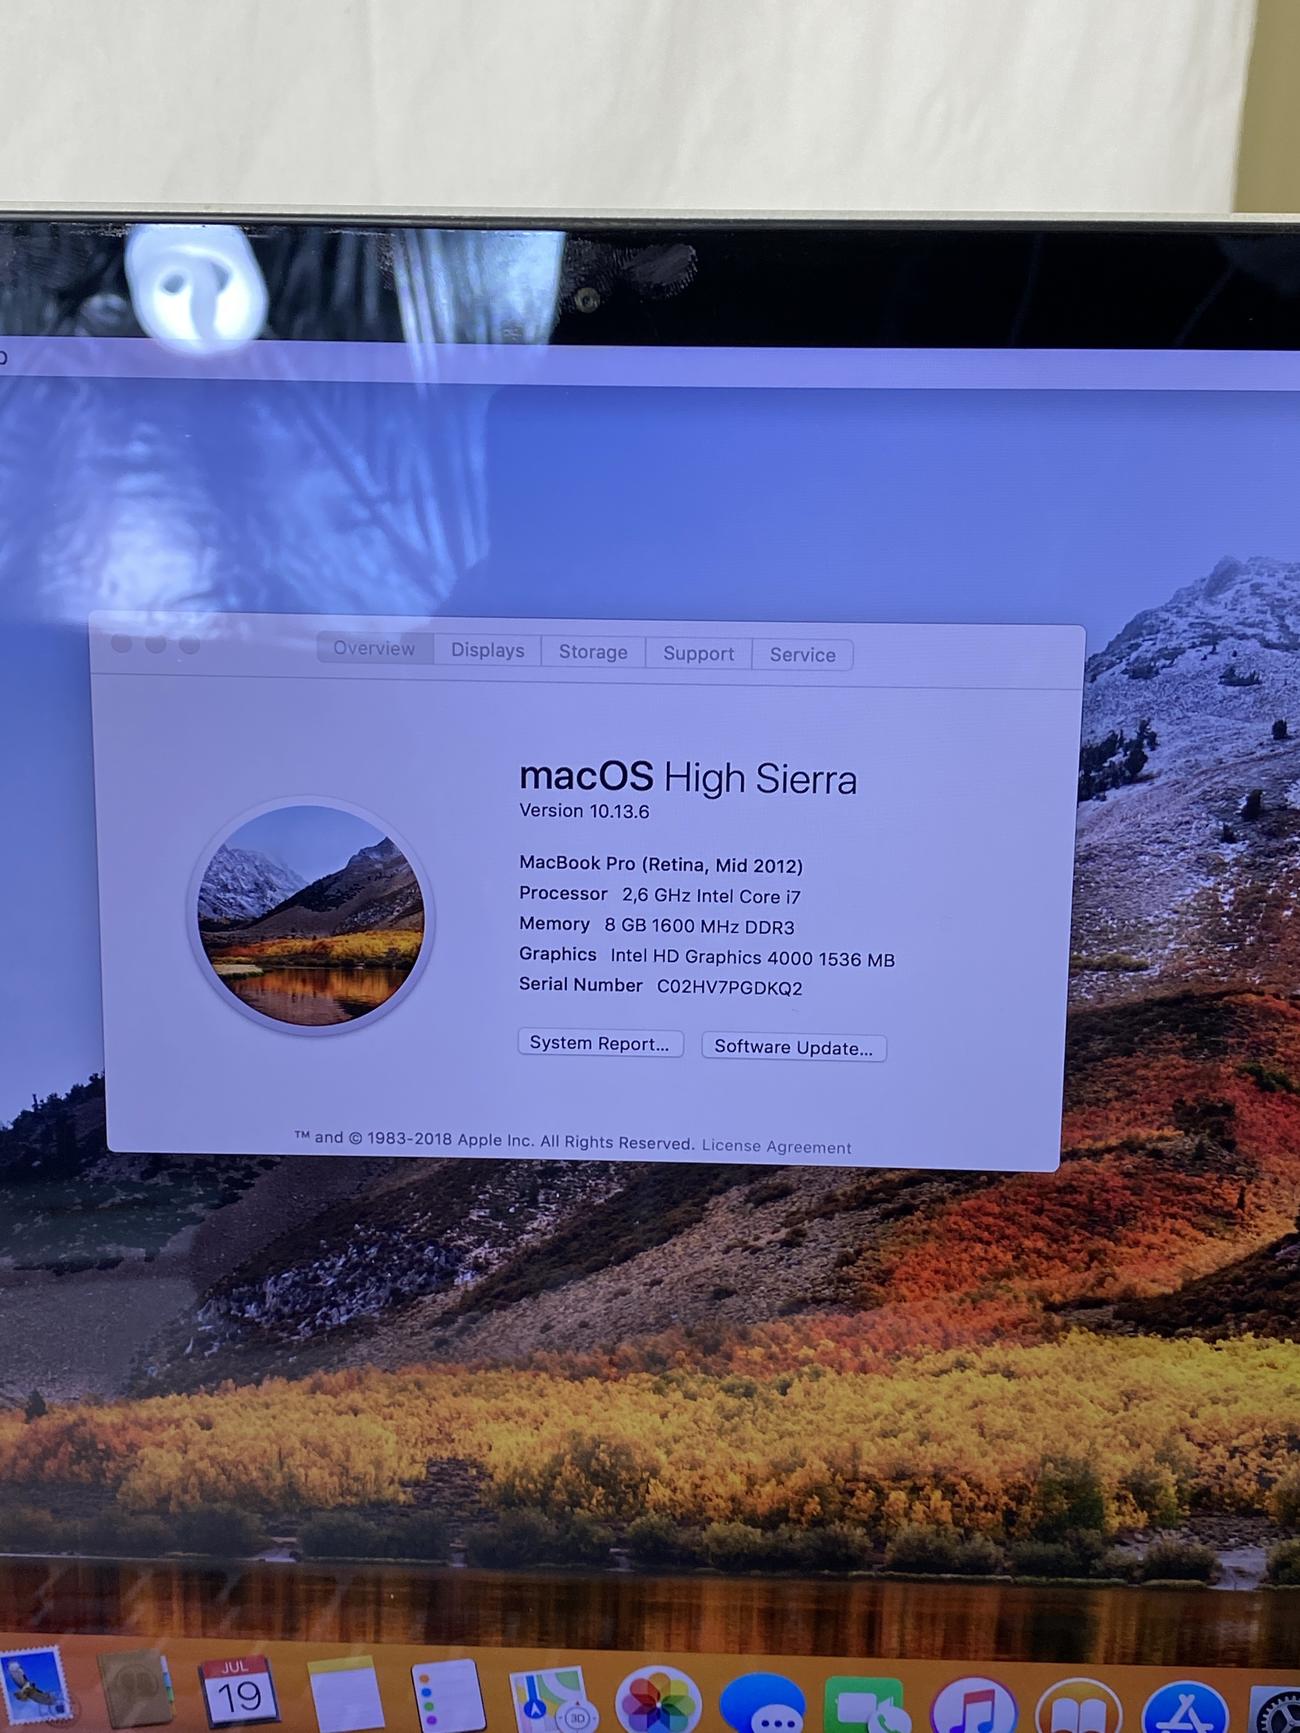 Overview Displays Storage Support Service
macOS High Sierra
Version 10.13.6
MacBook Pro (Retina, Mid 2012)
Processor 2,6 GHz Intel Core i7
Memory 8 GB 1600 MHz DDR3
Graphics Intel HD Graphics 4000 1536 MB
Serial Number C02HV7PGDKQ2
System Report... Software Update...
™ and © 1983-2018 Apple Inc. All Rights Reserved. License Agreement
JUL
19
3D